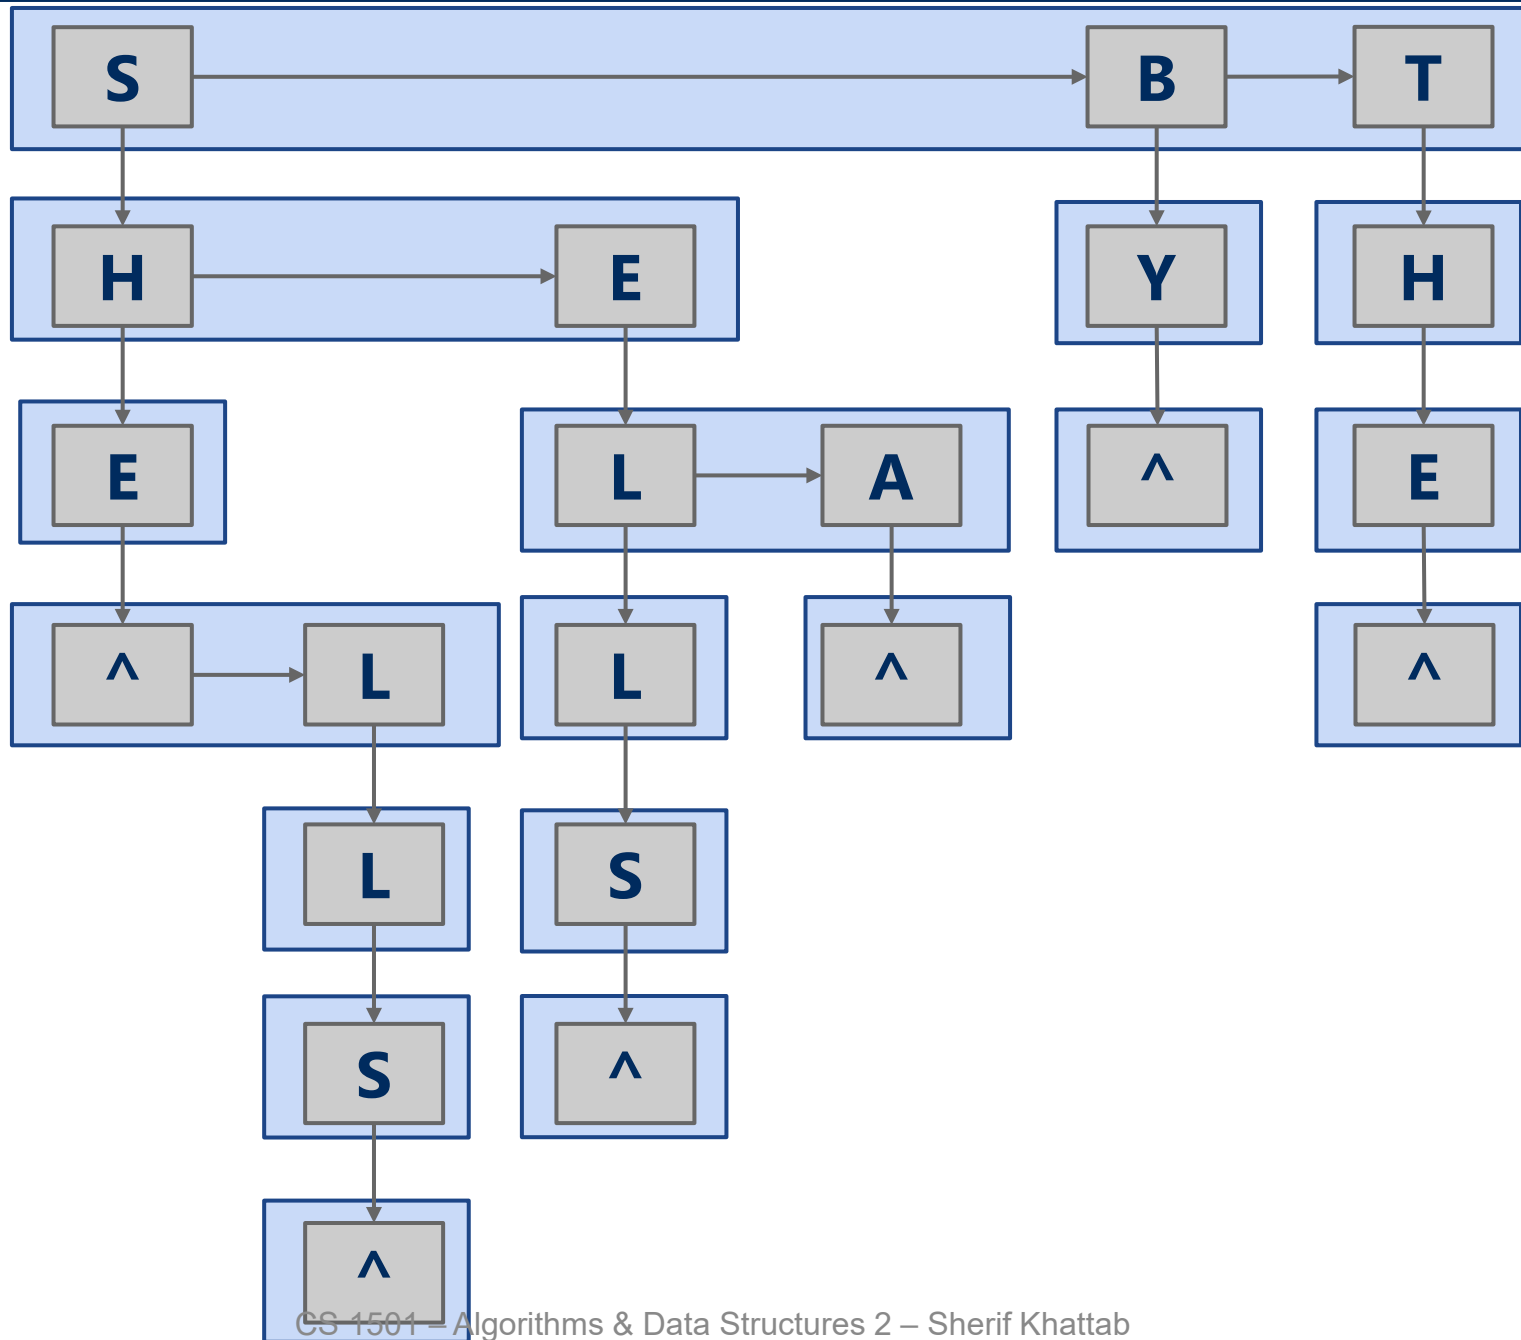 S B T
H E Y H
E L A ^ E
^ L L ^ ^
L S
S ^
^
CS 1501 – Algorithms & Data Structures 2 – Sherif Khattab